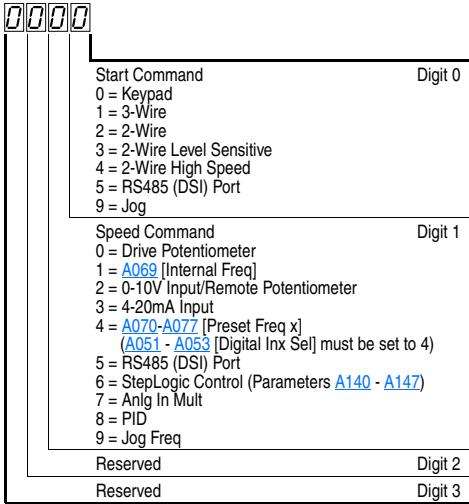 0000
Start Command Digit 0
0 = Keypad
1 = 3-Wire
2 = 2-Wire
3 = 2-Wire Level Sensitive
4 = 2-Wire High Speed
5 = RS485 (DSI) Port
9 = Jog
Speed Command Digit 1
0 = Drive Potentiometer
1 = A069 [Internal Freq]
2 = 0-10V Input/Remote Potentiometer
3 = 4-20mA Input
4 = A070-A077 [Preset Freq x]
(A051 - A053 [Digital Inx Sel] must be set to 4)
5 = RS485 (DSI) Port
6 = StepLogic Control (Parameters A140 - A147)
7 = Anlg In Mult
8 = PID
9 = Jog Freq
Reserved Digit 2
Reserved Digit 3